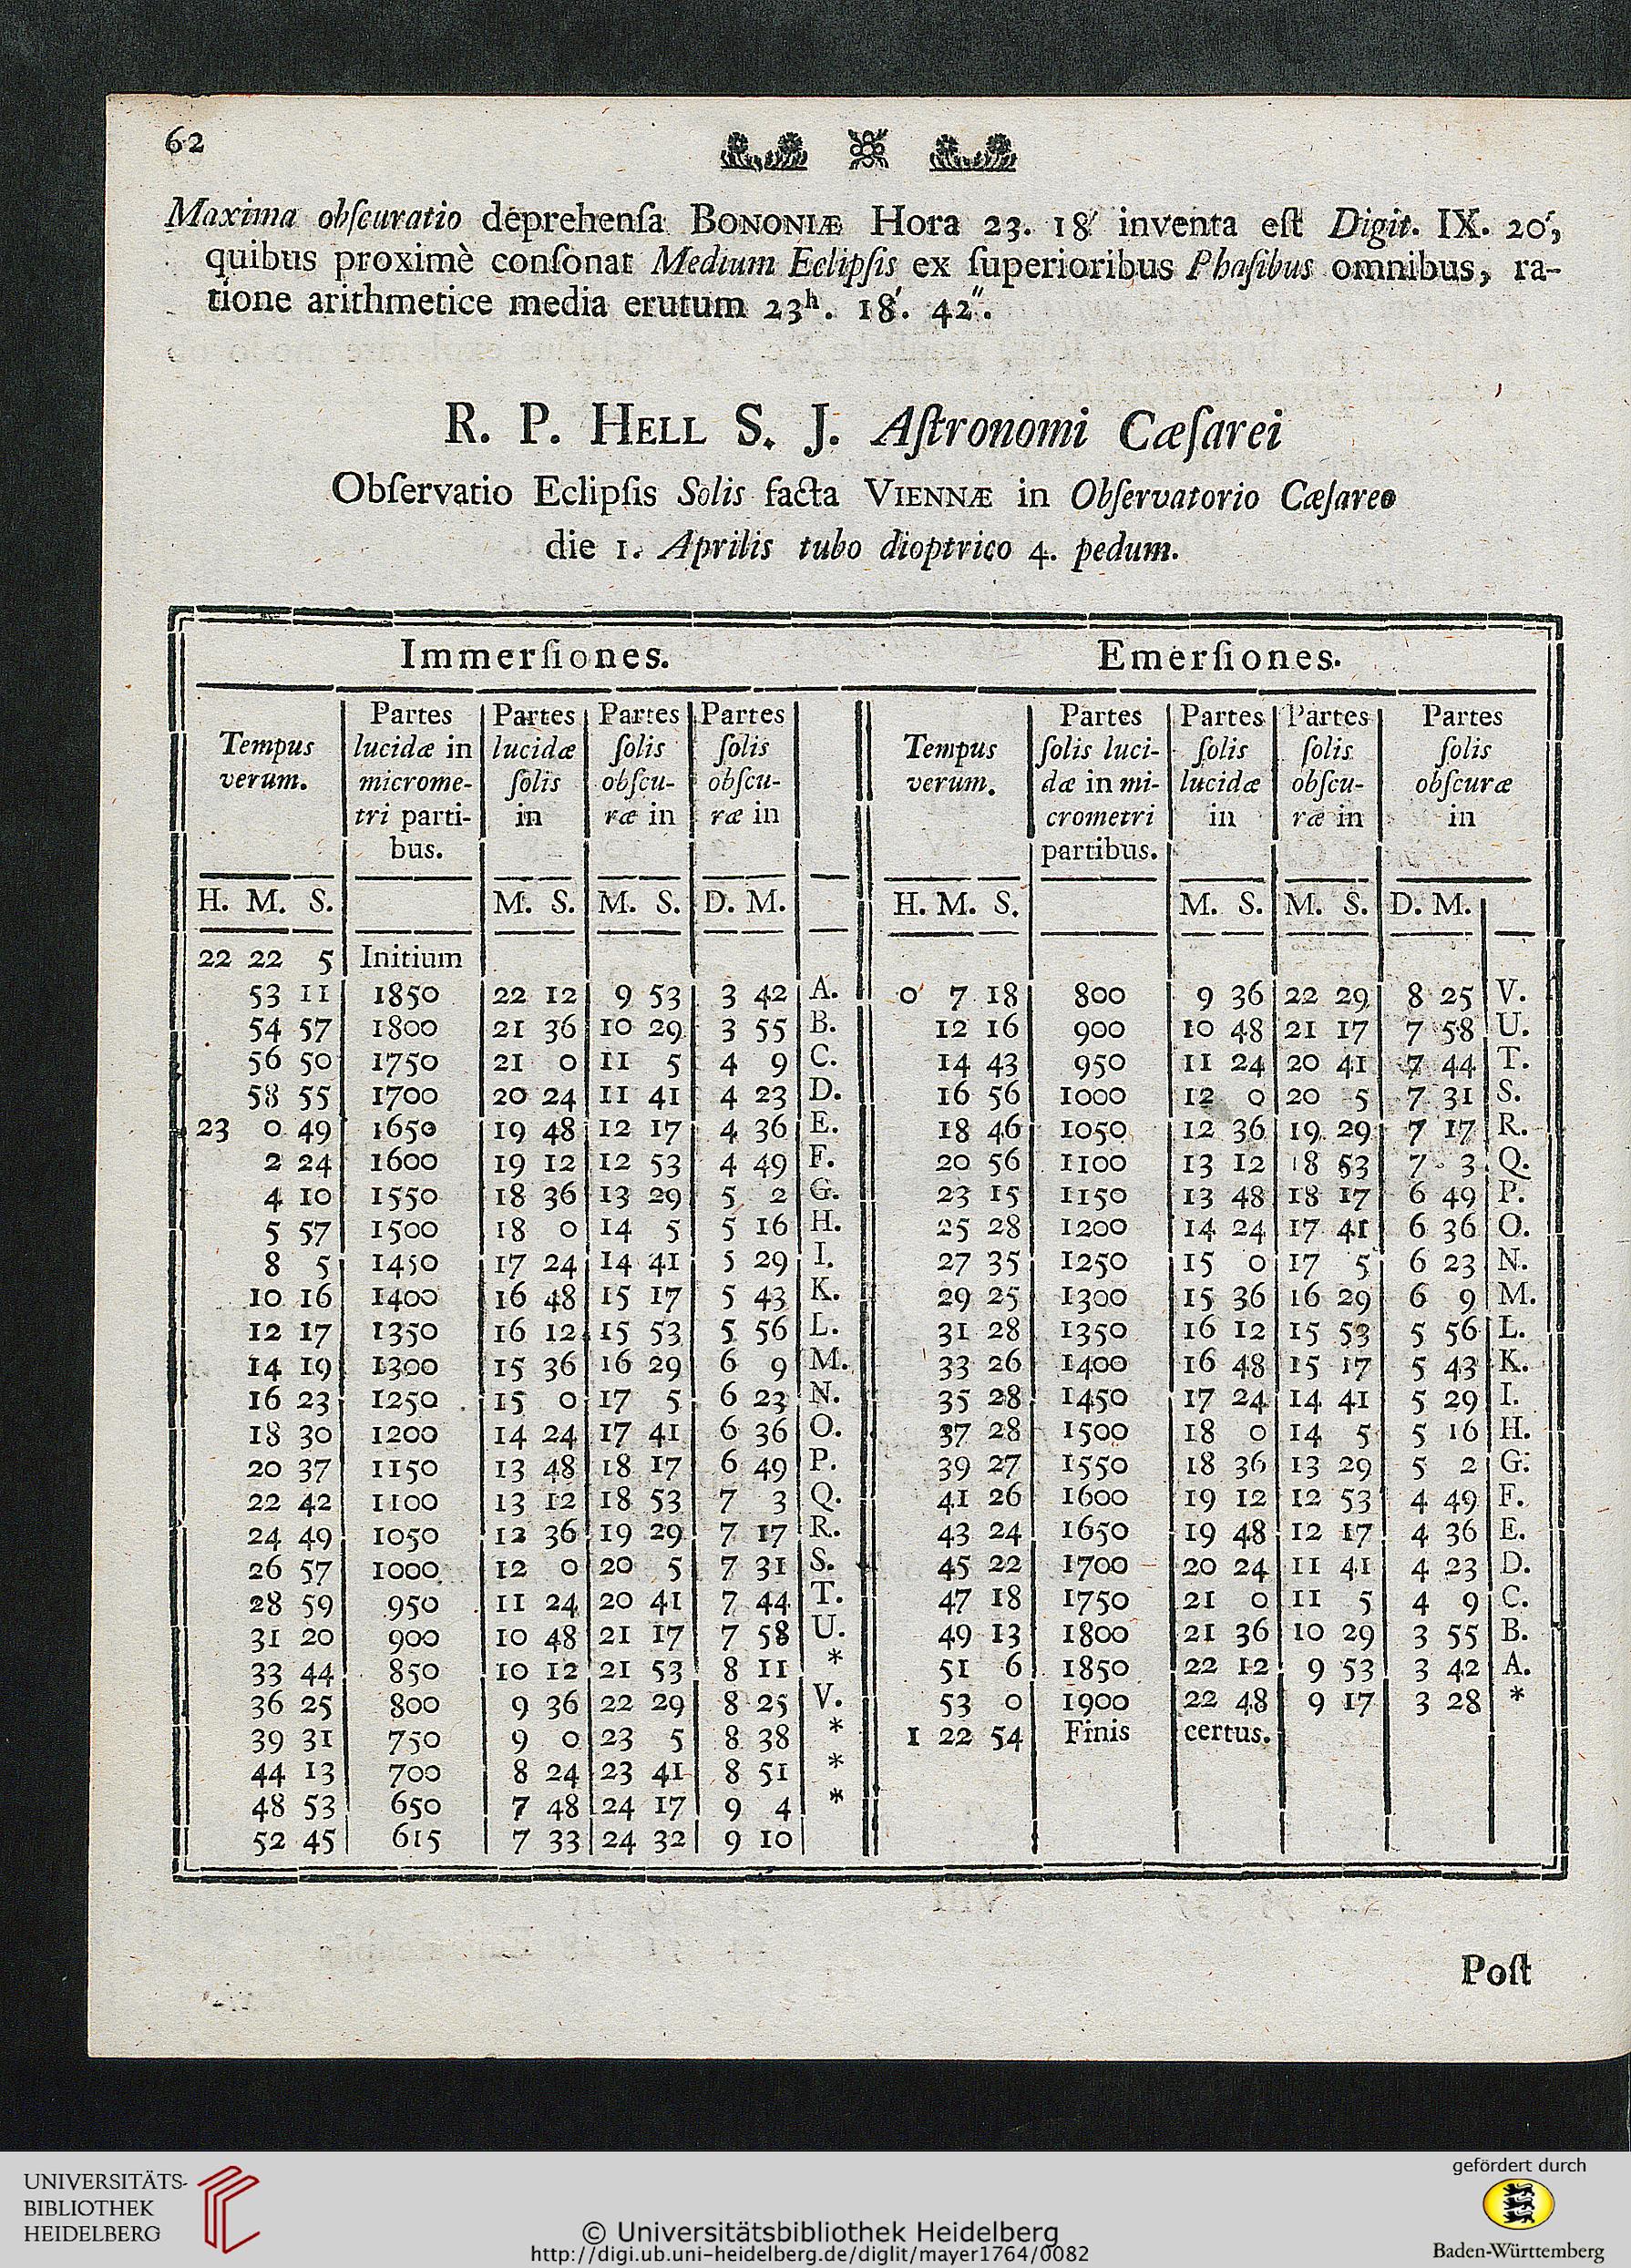 62
Maxima obſcuratio deprehenſa BONONIÆ Hora 23. 18′ inventa eſt Digit. IX. 20′,
quibus proximè conſonat Medium Eclipſis ex ſuperioribus Phaſibus omnibus, ra-
tione arithmetice media erutum 23h. 18′. 42″.
R. P. HELL S. J. Aſtronomi Cæſarei
Obſervatio Eclipſis Solis facta VIENNÆ in Obſervatorio Cæſareo
die 1. Aprilis tubo dioptrico 4. pedum.
Immerſiones. Emerſiones.
Partes Partes Partes Partes Partes Partes Partes Partes
Tempus lucidæ in lucidæ ſolis ſolis Tempus ſolis luci- ſolis ſolis ſolis
verum. microme- ſolis obſcu- obſcu- verum. dæ in mi- lucidæ obſcu- obſcuræ
tri parti- in ræ in ræ in crometri in ræ in in
bus. partibus.
H. M. S. M. S. M. S. D. M. H. M. S. M. S. M. S. D. M.
22 22 5 Initium
53 11 1850 22 12 9 53 3 42 A. 0 7 18 800 9 36 22 29 8 25 V.
54 57 1800 21 36 10 29 3 55 B. 12 16 900 10 48 21 17 7 58 U.
56 50 1750 21 0 11 5 4 9 C. 14 43 950 11 24 20 41 7 44 T.
58 55 1700 20 24 11 41 4 23 D. 16 56 1000 12 0 20 5 7 31 S.
23 0 49 1650 19 48 12 17 4 36 E. 18 46 1050 12 36 19 29 7 17 R.
2 24 1600 19 12 12 53 4 49 F. 20 56 1100 13 12 18 53 7 3 Q.
4 10 1550 18 36 13 29 5 2 G. 23 15 1150 13 48 18 17 6 49 P.
5 57 1500 18 0 14 5 5 16 H. 25 28 1200 14 24 17 41 6 36 O.
8 5 1450 17 24 14 41 5 29 I. 27 35 1250 15 0 17 5 6 23 N.
10 16 1400 16 48 15 17 5 43 K. 29 25 1300 15 36 16 29 6 9 M.
12 17 1350 16 12 15 53 5 56 L. 31 28 1350 16 12 15 53 5 56 L.
14 19 1300 15 36 16 29 6 9 M. 33 26 1400 16 48 15 17 5 43 K.
16 23 1250 15 0 17 5 6 23 N. 35 28 1450 17 24 14 41 5 29 I.
18 30 1200 14 24 17 41 6 36 O. 37 28 1500 18 0 14 5 5 16 H.
20 37 1150 13 48 18 17 6 49 P. 39 27 1550 18 36 13 29 5 2 G.
22 42 1100 13 12 18 53 7 3 Q. 41 26 1600 19 12 12 53 4 49 F.
24 49 1050 12 36 19 29 7 17 R. 43 24 1650 19 48 12 17 4 36 E.
26 57 1000 12 0 20 5 7 31 S. 45 22 1700 20 24 11 41 4 23 D.
28 59 950 11 24 20 41 7 44 T. 47 18 1750 21 0 11 5 4 9 C.
31 20 900 10 48 21 17 7 58 U. 49 13 1800 21 36 10 29 3 55 B.
33 44 850 10 12 21 53 8 11 * 51 6 1850 22 12 9 53 3 42 A.
36 25 800 9 36 22 29 8 25 V. 53 0 1900 22 48 9 17 3 28 *
39 31 750 9 0 23 5 8 38 * 1 22 54 Finis certus.
44 13 700 8 24 23 41 8 51 *
48 53 650 7 48 24 17 9 4 *
52 45 615 7 33 24 32 9 10
Poſt
UNIVERSITÄTS-
BIBLIOTHEK
HEIDELBERG
© Universitätsbibliothek Heidelberg
http://digi.ub.uni-heidelberg.de/diglit/mayer1764/0082
gefördert durch
Baden-Württemberg